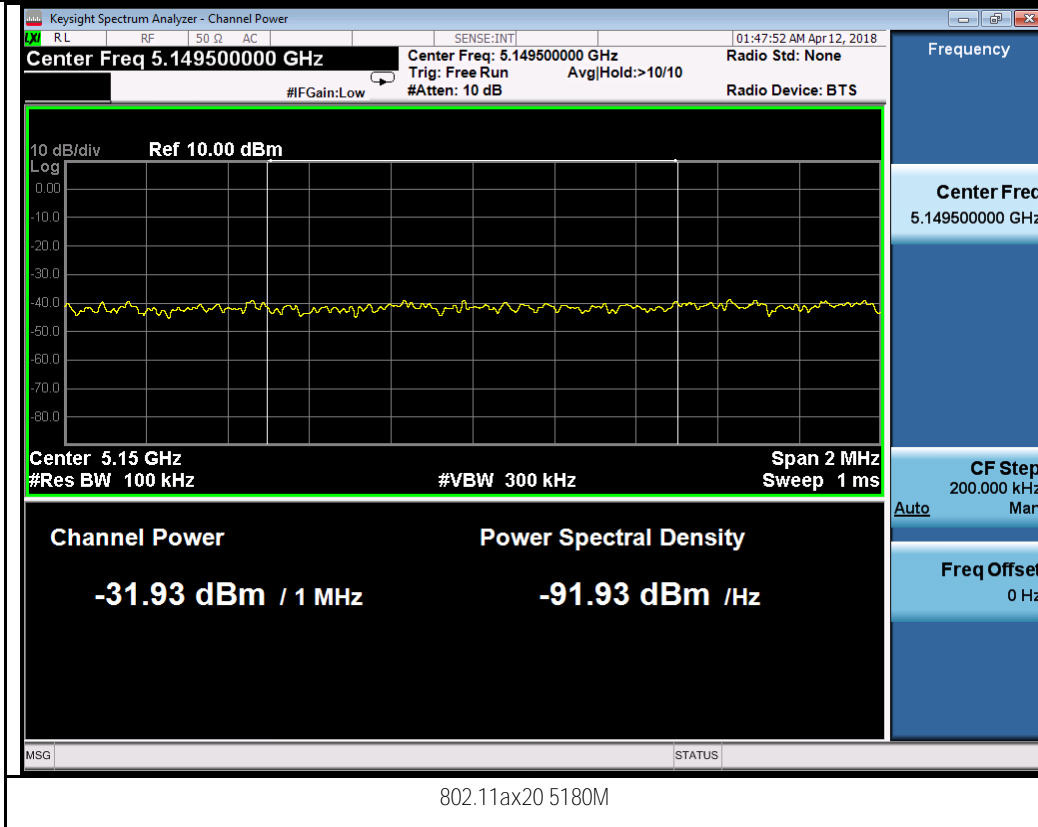 Keysight Spectrum Analyzer - Channel Power
LXI RL RF 50 Ω AC SENSE:INT 01:47:52 AM Apr 12, 2018
Center Freq 5.149500000 GHz
#IFGain:Low
Center Freq: 5.149500000 GHz
Trig: Free Run Avg|Hold:>10/10
#Atten: 10 dB
Radio Std: None
Radio Device: BTS
10 dB/div Ref 10.00 dBm
Log
0.00
-10.0
-20.0
-30.0
-40.0
-50.0
-60.0
-70.0
-80.0
Center 5.15 GHz Span 2 MHz
#Res BW 100 kHz #VBW 300 kHz Sweep 1 ms
Channel Power Power Spectral Density
-31.93 dBm / 1 MHz -91.93 dBm /Hz
MSG STATUS
Frequency
Center Freq
5.149500000 GHz
CF Step
200.000 kHz
Auto Man
Freq Offset
0 Hz
802.11ax20 5180M